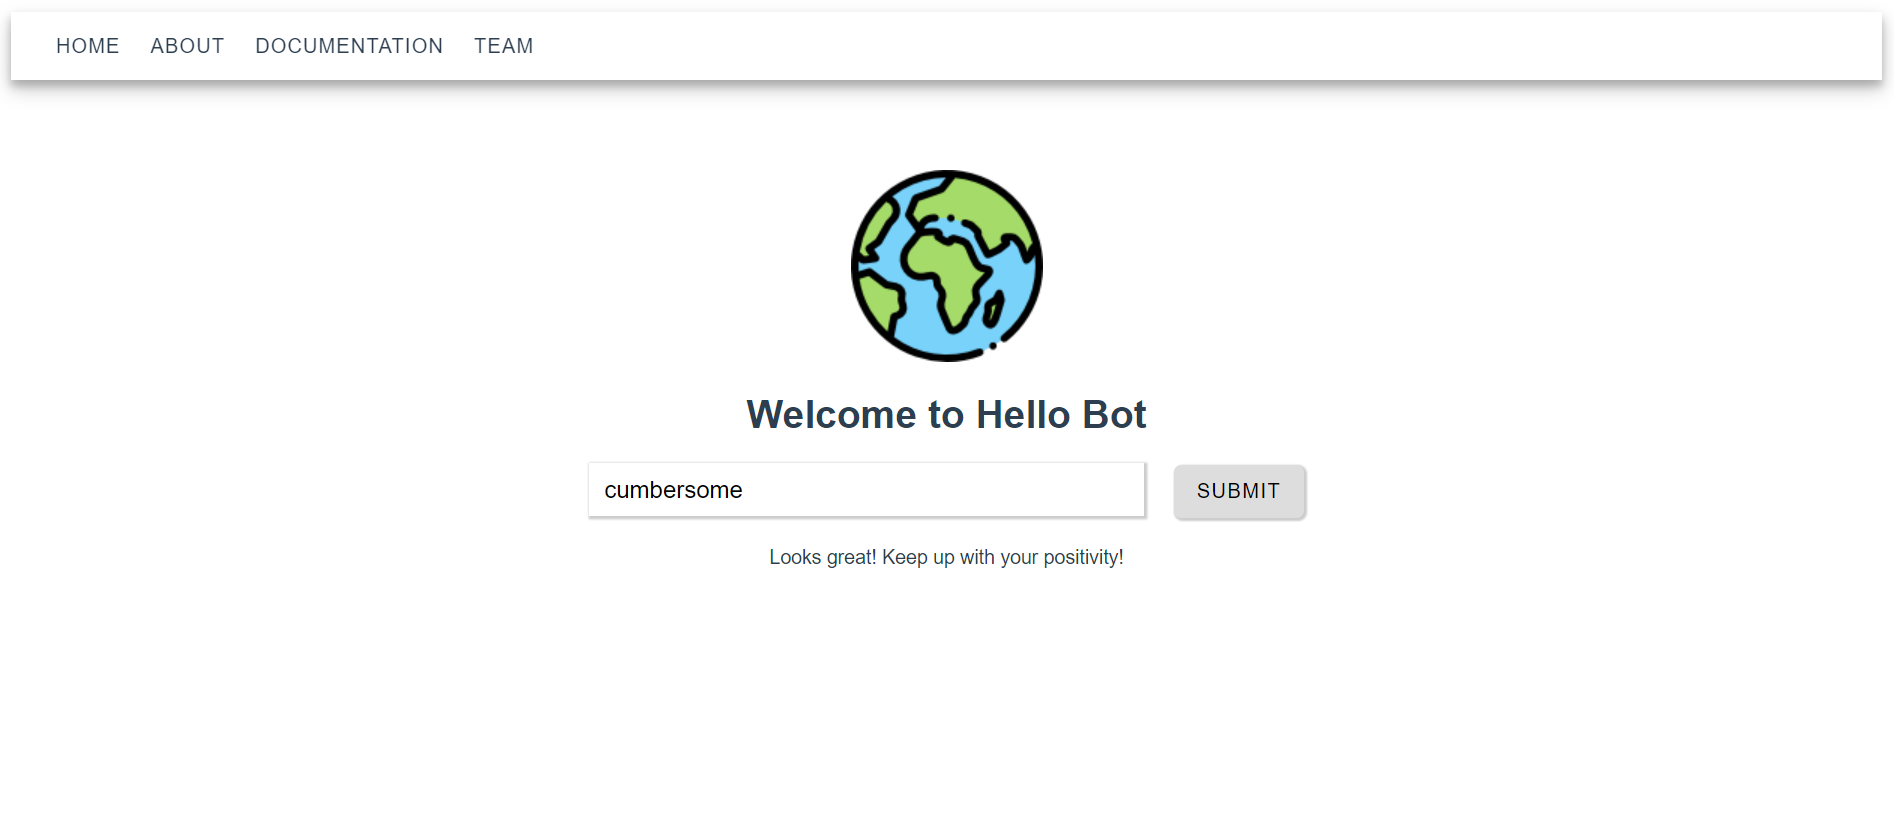 HOME ABOUT DOCUMENTATION TEAM
Welcome to Hello Bot
cumbersome SUBMIT
Looks great! Keep up with your positivity!